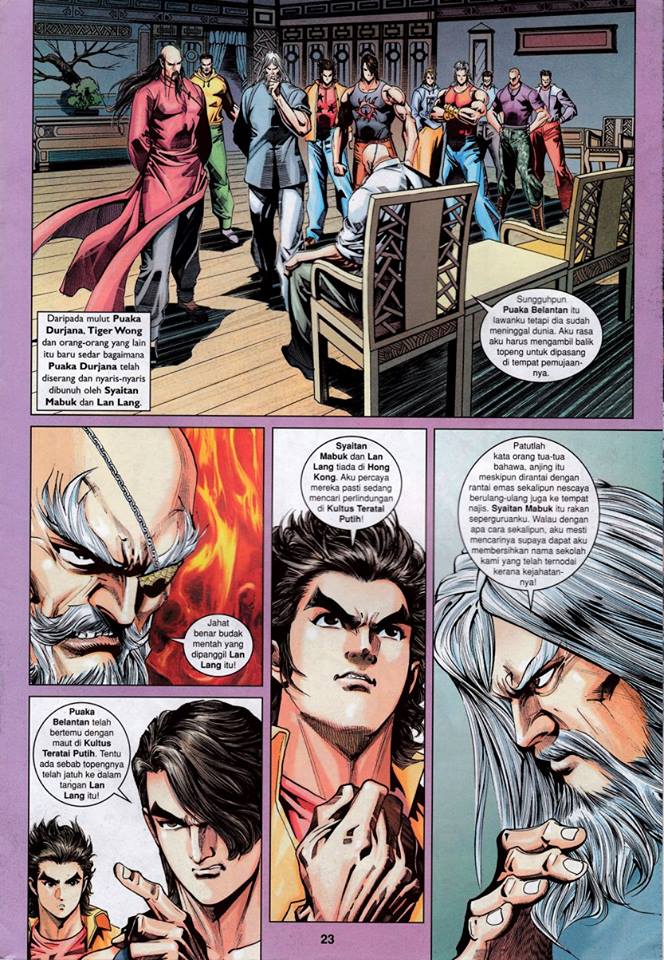 Daripada mulut Puaka
Durjana, Tiger Wong
dan orang-orang yang lain
itu baru sedar bagaimana
Puaka Durjana telah
diserang dan nyaris-nyaris
dibunuh oleh Syaitan
Mabuk dan Lan Lang.
Sungguhpun
Puaka Belantan itu
lawanku tetapi dia sudah
meninggal dunia. Aku rasa
aku harus mengambil balik
topeng untuk dipasang
di tempat pemujaan-
nya.
Jahat
benar budak
mentah yang
dipanggil Lan
Lang itu!
Syaitan
Mabuk dan Lan
Lang tiada di Hong
Kong. Aku percaya
mereka pasti sedang
mencari perlindungan
di Kultus Teratai
Putih!
Patutlah
kata orang tua-tua
bahawa, anjing itu
meskipun dirantai dengan
rantai emas sekalipun nescaya
berulang-ulang juga ke tempat
najis. Syaitan Mabuk itu rakan
seperguruanku. Walau dengan
apa cara sekalipun, aku mesti
mencarinya supaya dapat aku
membersihkan nama sekolah
kami yang telah ternodai
kerana kejahatan-
nya!
Puaka
Belantan telah
bertemu dengan
maut di Kultus
Teratai Putih. Tentu
ada sebab topengnya
telah jatuh ke dalam
tangan Lan
Lang itu!
23